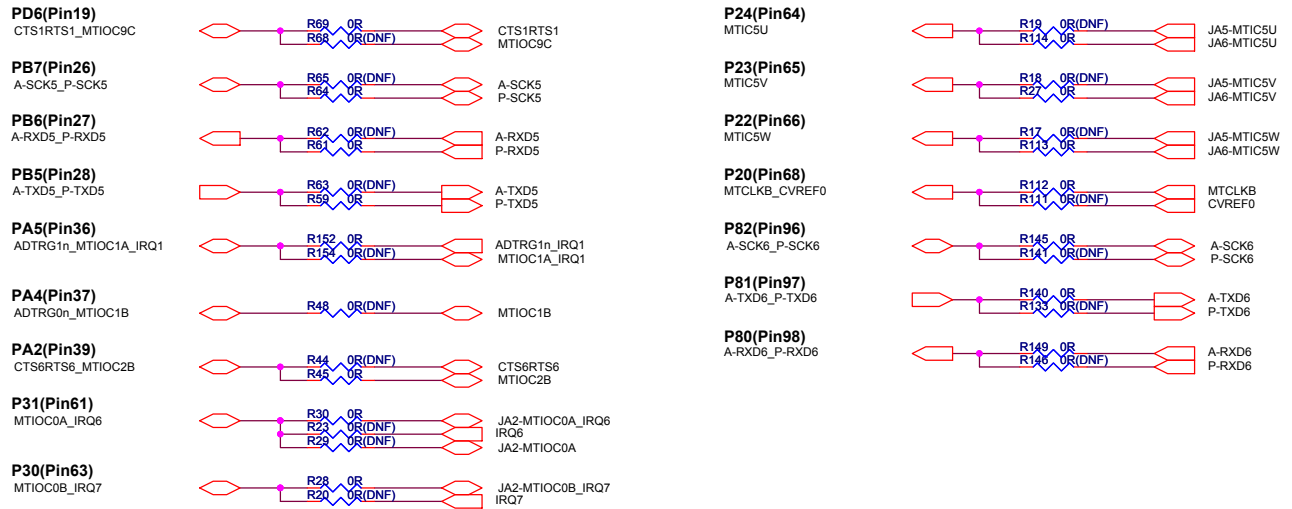 PD6(Pin19)
CTS1RTS1_MTIOC9C
R69 0R CTS1RTS1
R68 0R(DNF) MTIOC9C
PB7(Pin26)
A-SCK5_P-SCK5
R65 0R(DNF) A-SCK5
R64 0R P-SCK5
PB6(Pin27)
A-RXD5_P-RXD5
R62 0R(DNF) A-RXD5
R61 0R P-RXD5
PB5(Pin28)
A-TXD5_P-TXD5
R63 0R(DNF) A-TXD5
R59 0R P-TXD5
PA5(Pin36)
ADTRG1n_MTIOC1A_IRQ1
R152 0R ADTRG1n_IRQ1
R154 0R(DNF) MTIOC1A_IRQ1
PA4(Pin37)
ADTRG0n_MTIOC1B
R48 0R(DNF) MTIOC1B
PA2(Pin39)
CTS6RTS6_MTIOC2B
R44 0R(DNF) CTS6RTS6
R45 0R MTIOC2B
P31(Pin61)
MTIOC0A_IRQ6
R30 0R JA2-MTIOC0A_IRQ6
R23 0R(DNF) IRQ6
R29 0R(DNF) JA2-MTIOC0A
P30(Pin63)
MTIOC0B_IRQ7
R28 0R JA2-MTIOC0B_IRQ7
R20 0R(DNF) IRQ7
P24(Pin64)
MTIC5U
R19 0R(DNF) JA5-MTIC5U
R114 0R JA6-MTIC5U
P23(Pin65)
MTIC5V
R18 0R(DNF) JA5-MTIC5V
R27 0R JA6-MTIC5V
P22(Pin66)
MTIC5W
R17 0R(DNF) JA5-MTIC5W
R113 0R JA6-MTIC5W
P20(Pin68)
MTCLKB_CVREF0
R112 0R MTCLKB
R111 0R(DNF) CVREF0
P82(Pin96)
A-SCK6_P-SCK6
R145 0R A-SCK6
R141 0R(DNF) P-SCK6
P81(Pin97)
A-TXD6_P-TXD6
R140 0R A-TXD6
R133 0R(DNF) P-TXD6
P80(Pin98)
A-RXD6_P-RXD6
R149 0R A-RXD6
R146 0R(DNF) P-RXD6